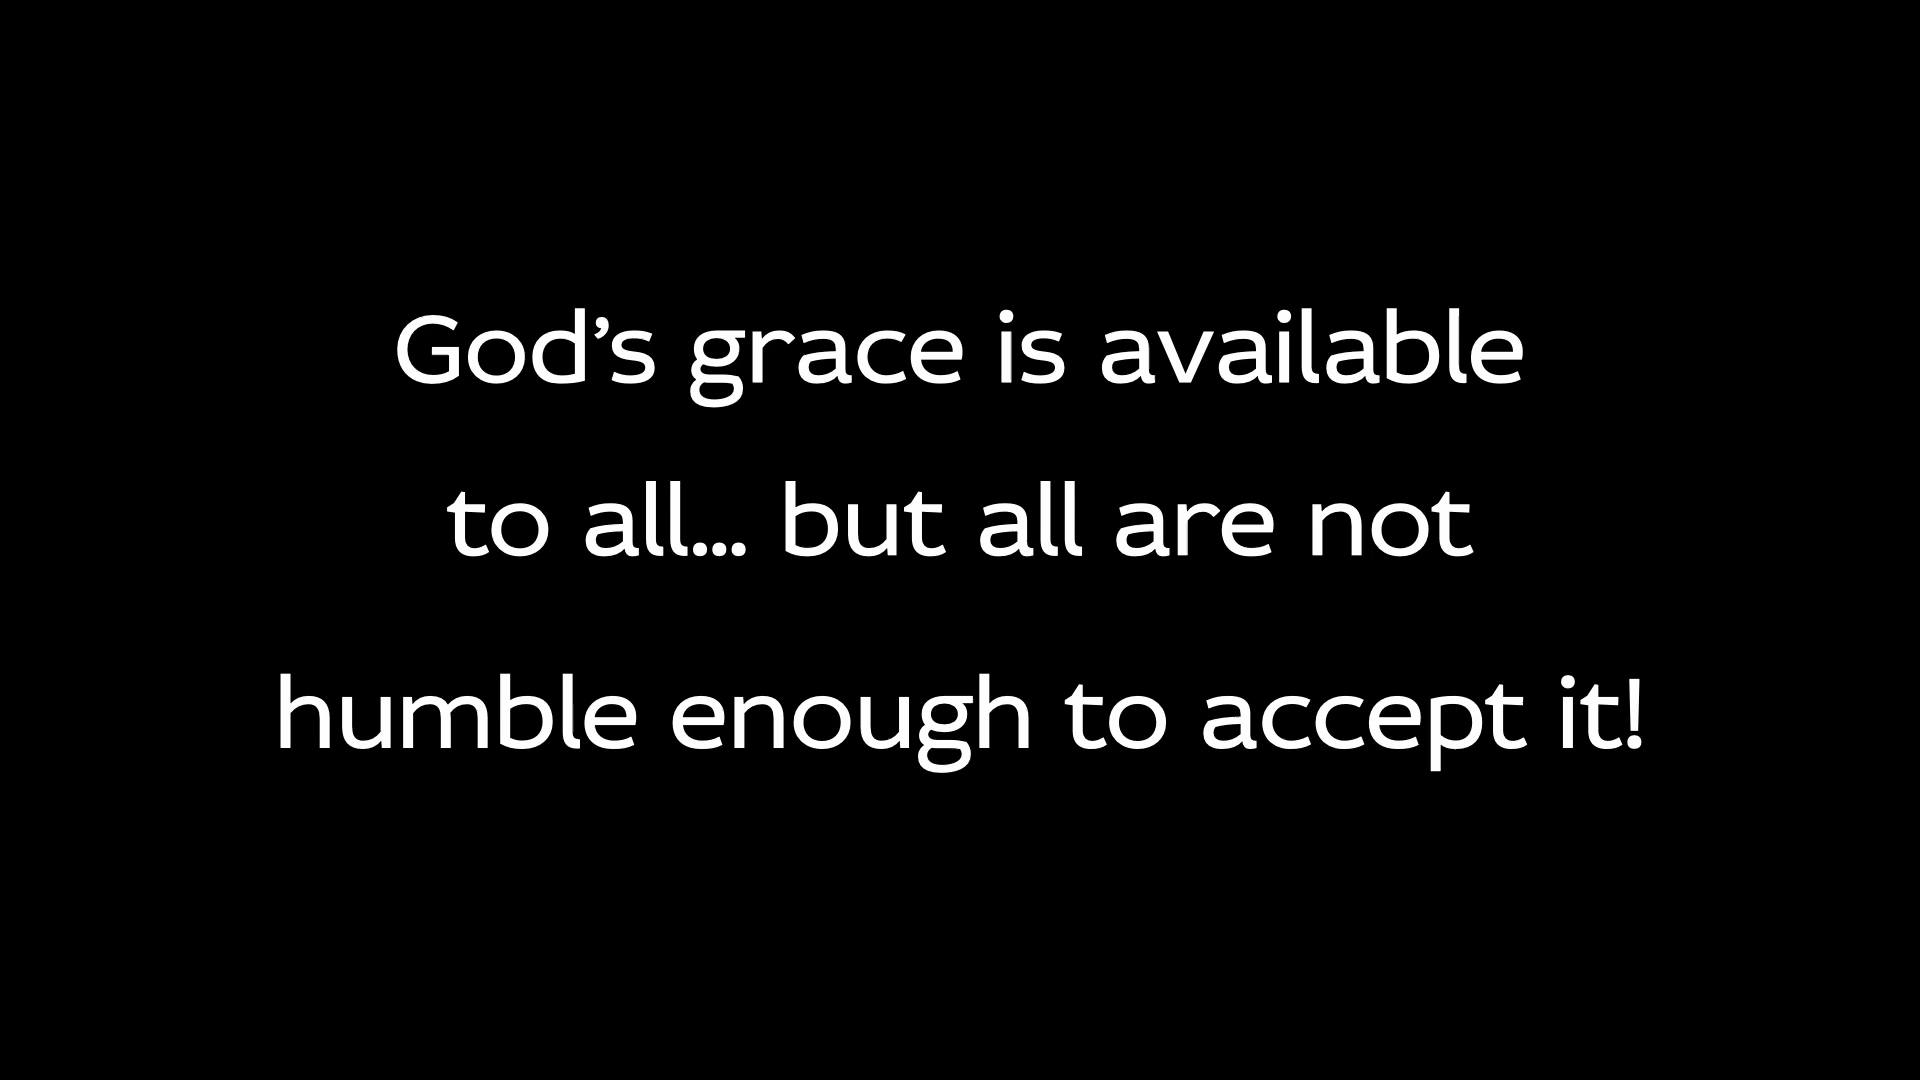 God’s grace is available
to all... but all are not
humble enough to accept it!